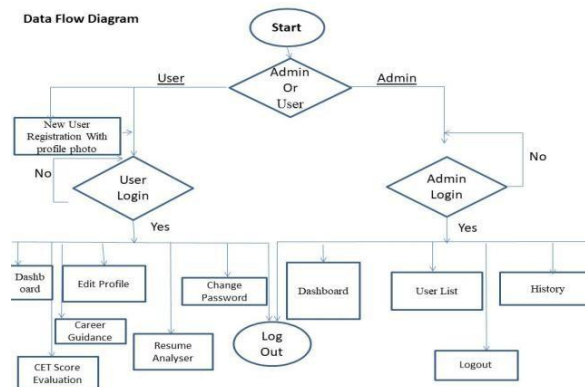 Data Flow Diagram
Start
User
Admin
Or
User
Admin
New User
Registration With
profile photo
No
User
Login
Yes
No
Admin
Login
Yes
Dashb
oard
Edit Profile
Change
Password
Dashboard
User List
History
Career
Guidance
Resume
Analyser
Log
Out
CET Score
Evaluation
Logout